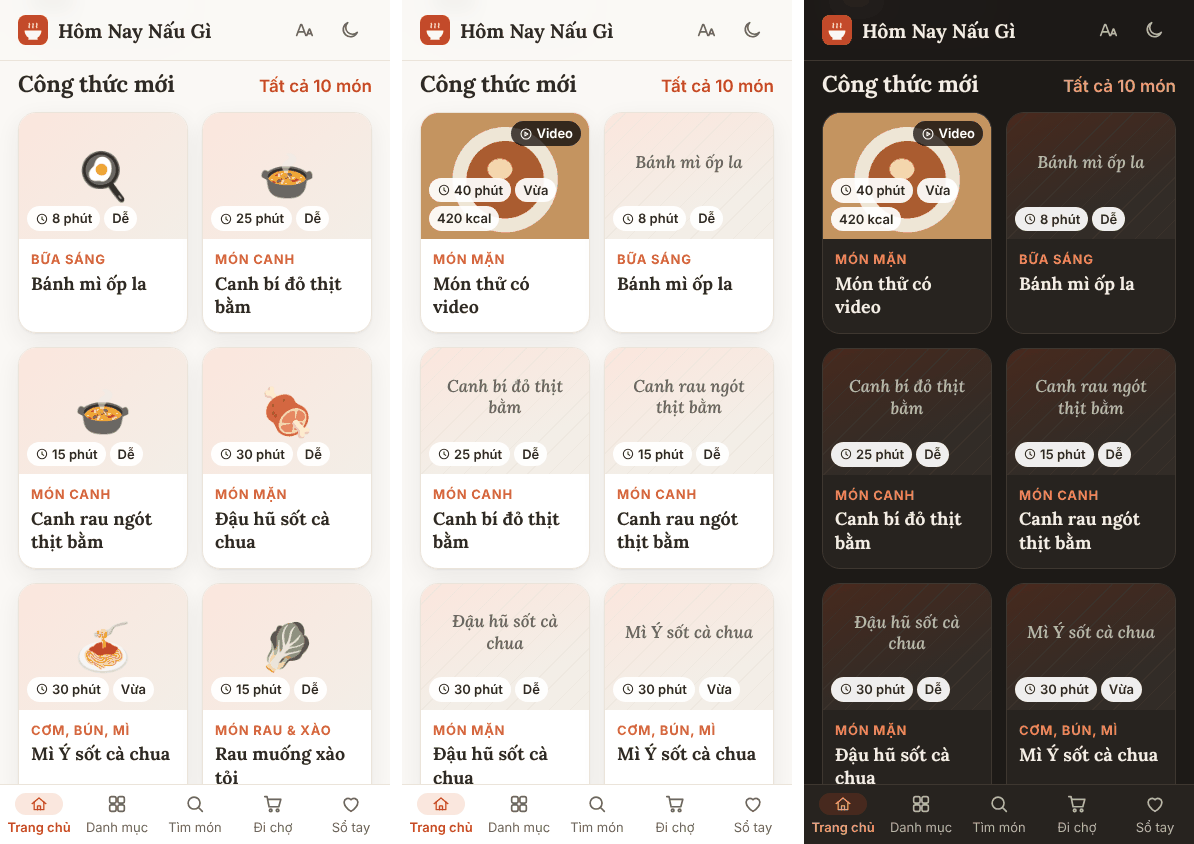 Hôm Nay Nấu Gì
AA
Công thức mới
Tất cả 10 món
8 phút
Dễ
25 phút
Dễ
BỮA SÁNG
Bánh mì ốp la
MÓN CANH
Canh bí đỏ thịt
bằm
15 phút
Dễ
30 phút
Dễ
MÓN CANH
Canh rau ngót
thịt bằm
MÓN MẶN
Đậu hũ sốt cà
chua
30 phút
Vừa
15 phút
Dễ
CƠM, BÚN, MÌ
Mì Ý sốt cà chua
MÓN RAU & XÀO
Rau muống xào
tỏi
Trang chủ
Danh mục
Tìm món
Đi chợ
Sổ tay
Hôm Nay Nấu Gì
AA
Công thức mới
Tất cả 10 món
Video
40 phút
Vừa
420 kcal
Bánh mì ốp la
8 phút
Dễ
MÓN MẶN
Món thử có
video
BỮA SÁNG
Bánh mì ốp la
Canh bí đỏ thịt
bằm
25 phút
Dễ
Canh rau ngót
thịt bằm
15 phút
Dễ
MÓN CANH
Canh bí đỏ thịt
bằm
MÓN CANH
Canh rau ngót
thịt bằm
Đậu hũ sốt cà
chua
30 phút
Dễ
Mì Ý sốt cà chua
30 phút
Vừa
MÓN MẶN
Đậu hũ sốt cà
chua
CƠM, BÚN, MÌ
Mì Ý sốt cà chua
Trang chủ
Danh mục
Tìm món
Đi chợ
Sổ tay
Hôm Nay Nấu Gì
AA
Công thức mới
Tất cả 10 món
Video
40 phút
Vừa
420 kcal
Bánh mì ốp la
8 phút
Dễ
MÓN MẶN
Món thử có
video
BỮA SÁNG
Bánh mì ốp la
Canh bí đỏ thịt
bằm
25 phút
Dễ
Canh rau ngót
thịt bằm
15 phút
Dễ
MÓN CANH
Canh bí đỏ thịt
bằm
MÓN CANH
Canh rau ngót
thịt bằm
Đậu hũ sốt cà
chua
30 phút
Dễ
Mì Ý sốt cà chua
30 phút
Vừa
MÓN MẶN
Đậu hũ sốt cà
chua
CƠM, BÚN, MÌ
Mì Ý sốt cà chua
Trang chủ
Danh mục
Tìm món
Đi chợ
Sổ tay